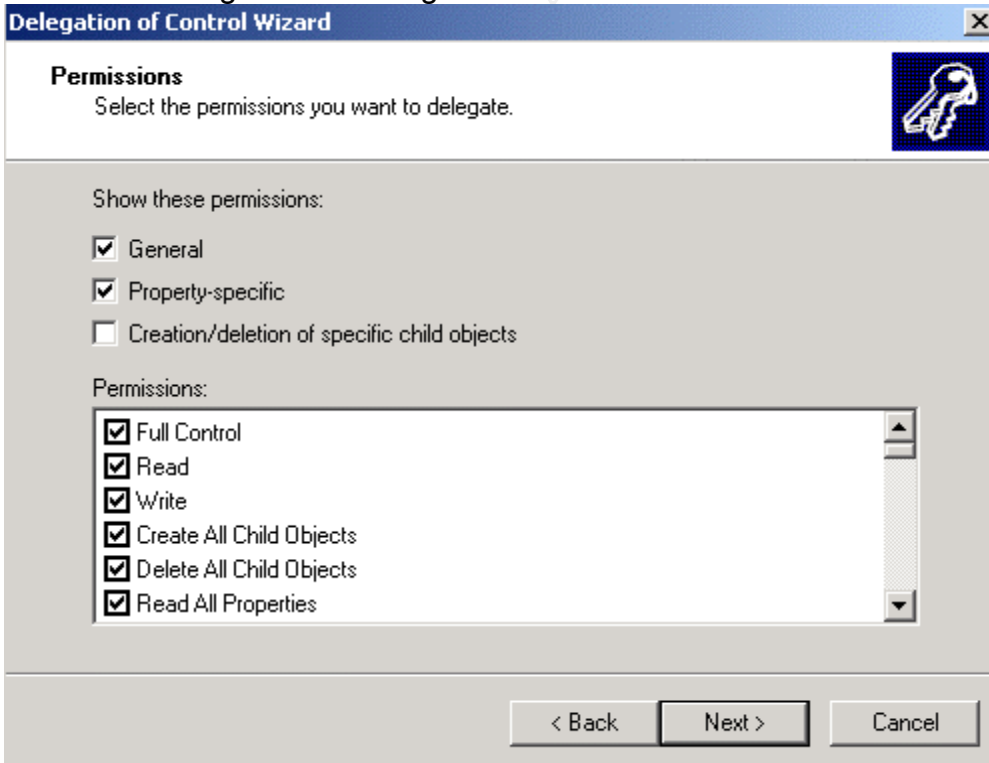 Delegation of Control Wizard
Permissions
Select the permissions you want to delegate.
Show these permissions:
General
Property-specific
Creation/deletion of specific child objects
Permissions:
Full Control
Read
Write
Create All Child Objects
Delete All Child Objects
Read All Properties
< Back Next > Cancel